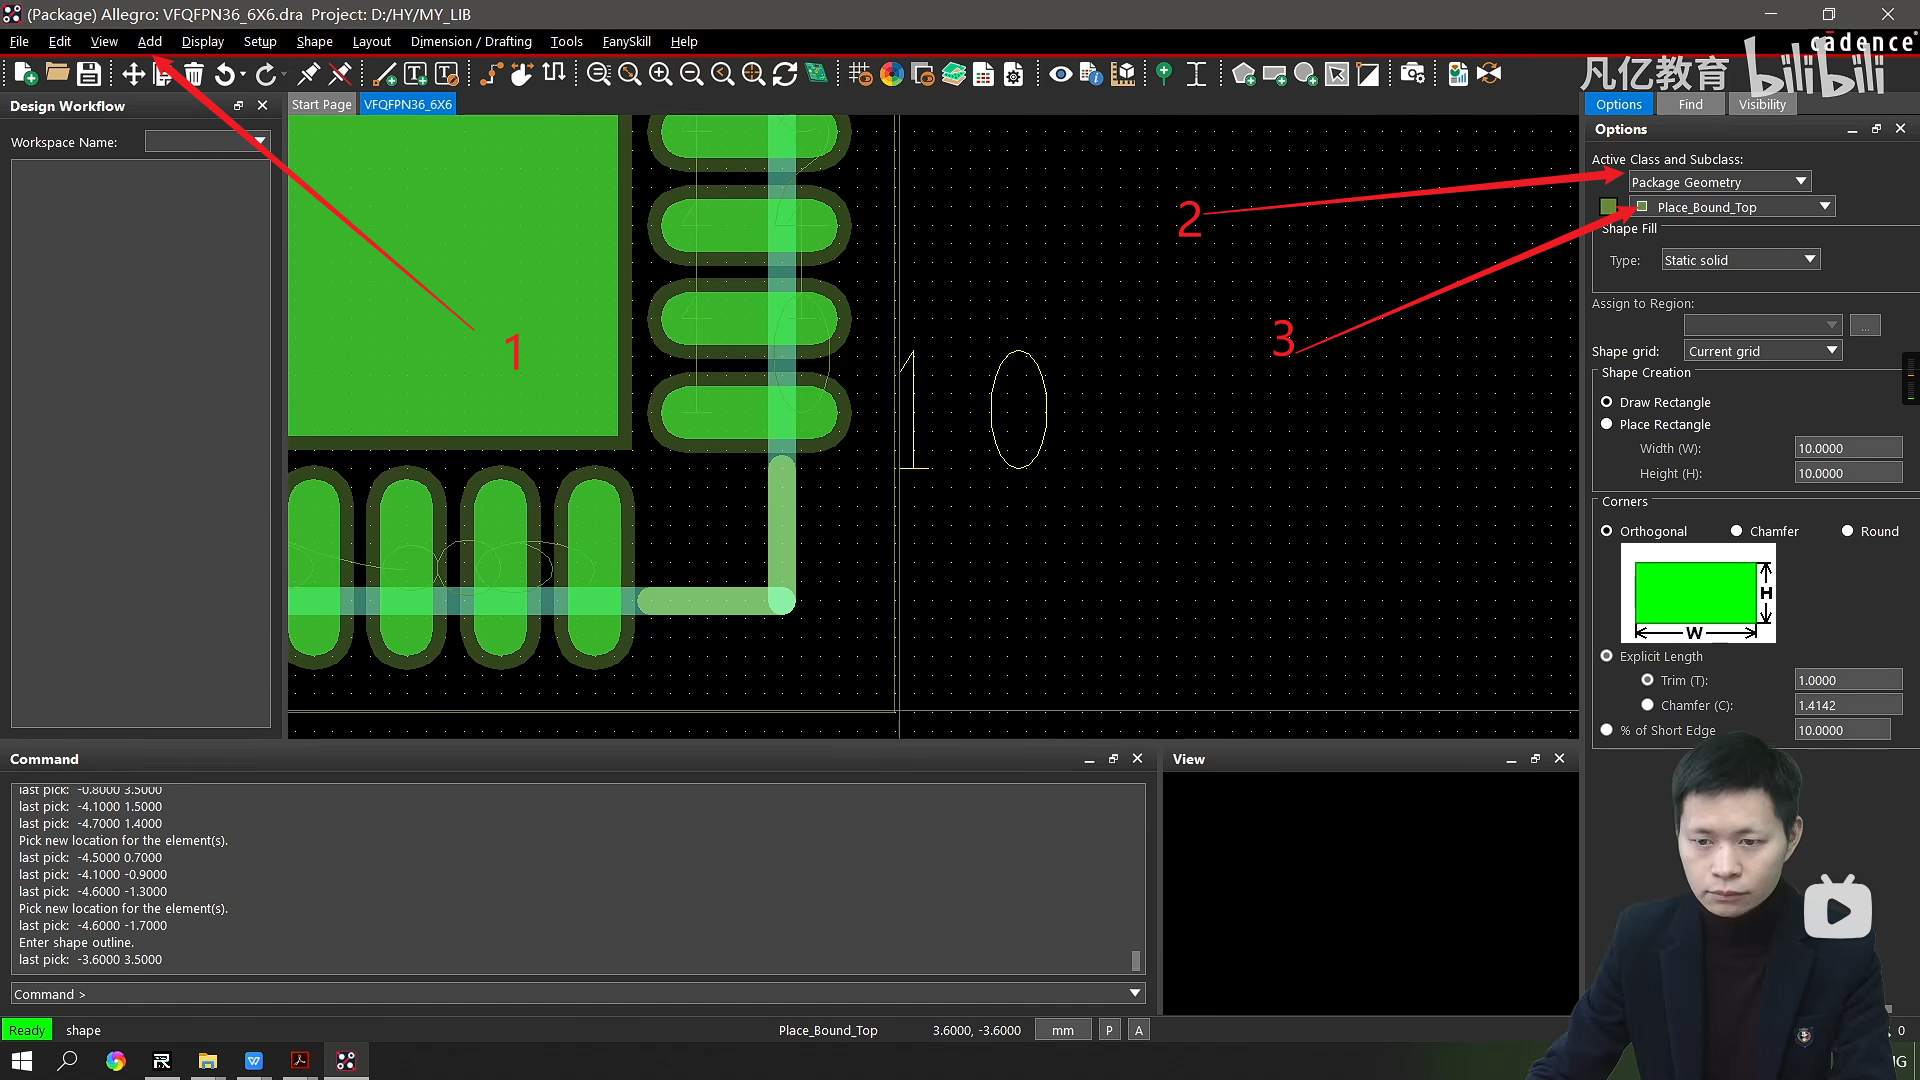 (Package) Allegro: VFQFPN36_6X6.dra  Project: D:/HY/MY_LIB
File Edit View Add Display Setup Shape Layout Dimension / Drafting Tools FanySkill Help
cādence
凡亿教育 bilibili
Design Workflow
Start Page VFQFPN36_6X6
Options Find Visibility
Workspace Name:
Options
Active Class and Subclass:
Package Geometry
Place_Bound_Top
Shape Fill
Type: Static solid
Assign to Region:
...
Shape grid: Current grid
Shape Creation
Draw Rectangle
Place Rectangle
Width (W): 10.0000
Height (H): 10.0000
Corners
Orthogonal Chamfer Round
H
W
Explicit Length
Trim (T): 1.0000
Chamfer (C): 1.4142
% of Short Edge 10.0000
1
2
3
10
Command
last pick:  -0.8000 3.5000
last pick:  -4.1000 1.5000
last pick:  -4.7000 1.4000
Pick new location for the element(s).
last pick:  -4.5000 0.7000
last pick:  -4.1000 -0.9000
last pick:  -4.6000 -1.3000
Pick new location for the element(s).
last pick:  -4.6000 -1.7000
Enter shape outline.
last pick:  -3.6000 3.5000
Command >
View
Ready shape Place_Bound_Top 3.6000, -3.6000 mm P A 0